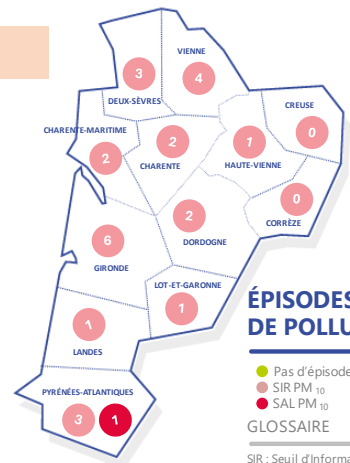 VIENNE
3
4
DEUX-SÈVRES
CREUSE
CHARENTE-MARITIME
2
2
1
0
CHARENTE
HAUTE-VIENNE
0
2
CORRÈZE
6
DORDOGNE
GIRONDE
LOT-ET-GARONNE
1
1
LANDES
PYRÉNÉES-ATLANTIQUES
3
1
ÉPISODES
DE POLLU
Pas d'épisode
SIR PM 10
SAL PM 10
GLOSSAIRE
SIR : Seuil d'Informa